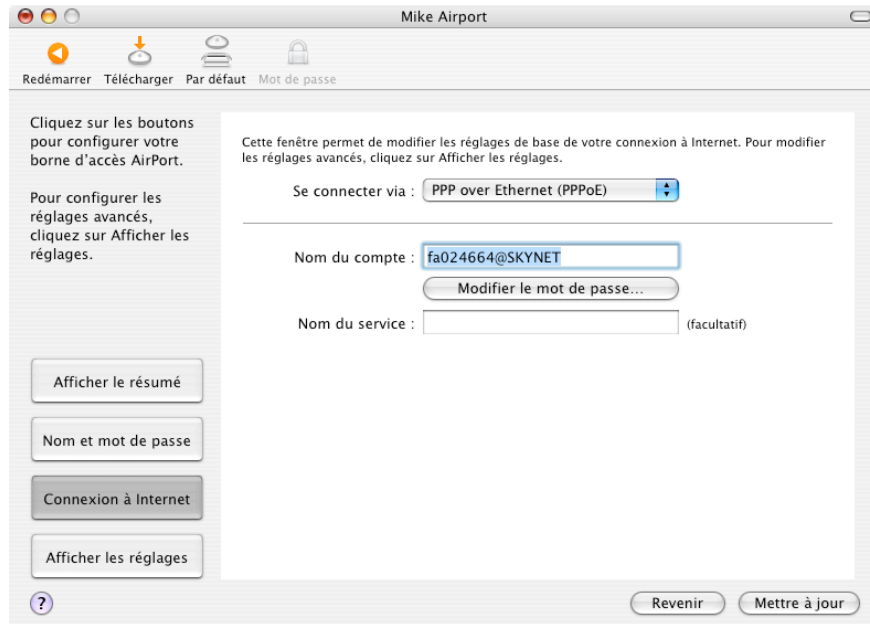 Mike Airport
Redémarrer Télécharger Par défaut Mot de passe
Cliquez sur les boutons
pour configurer votre
borne d'accès AirPort.
Pour configurer les
réglages avancés,
cliquez sur Afficher les
réglages.
Afficher le résumé
Nom et mot de passe
Connexion à Internet
Afficher les réglages
?
Cette fenêtre permet de modifier les réglages de base de votre connexion à Internet. Pour modifier
les réglages avancés, cliquez sur Afficher les réglages.
Se connecter via : PPP over Ethernet (PPPoE)
Nom du compte : fa024664@SKYNET
Modifier le mot de passe...
Nom du service : (facultatif)
Revenir Mettre à jour